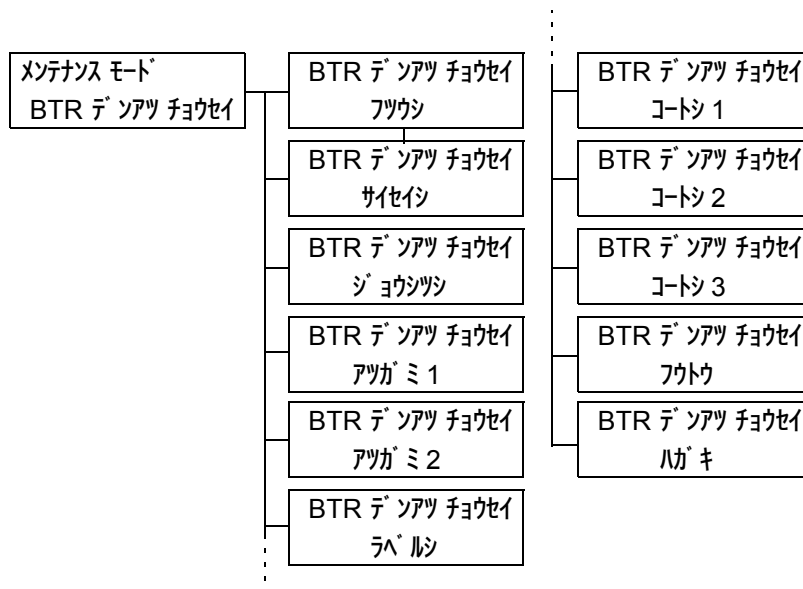 メンテナンス モード
BTR デンアツ チョウセイ
BTR デンアツ チョウセイ
フツウシ
BTR デンアツ チョウセイ
サイセイシ
BTR デンアツ チョウセイ
ジョウシツシ
BTR デンアツ チョウセイ
アツガミ 1
BTR デンアツ チョウセイ
アツガミ 2
BTR デンアツ チョウセイ
ラベルシ
BTR デンアツ チョウセイ
コートシ 1
BTR デンアツ チョウセイ
コートシ 2
BTR デンアツ チョウセイ
コートシ 3
BTR デンアツ チョウセイ
フウトウ
BTR デンアツ チョウセイ
ハガキ